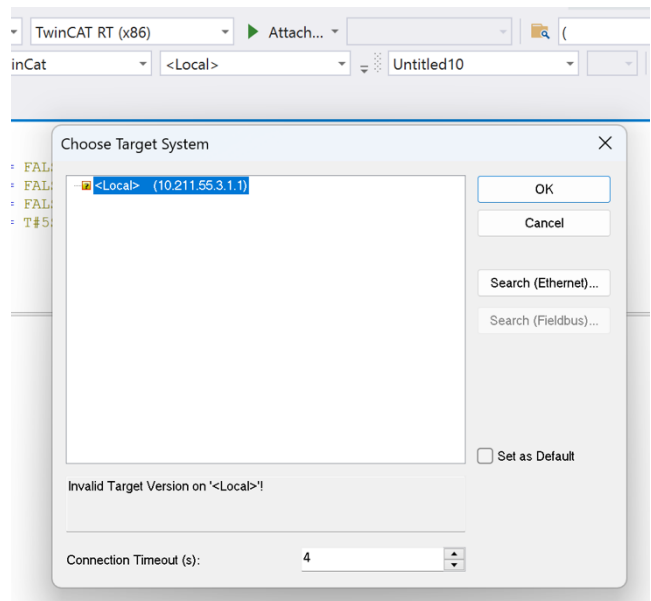 TwinCAT RT (x86) Attach... (
inCat <Local> Untitled10
Choose Target System
= FAL
= FAL
= FAL
= T#5
<Local> (10.211.55.3.1.1)
OK
Cancel
Search (Ethernet)...
Search (Fieldbus)...
Set as Default
Invalid Target Version on '<Local>'!
Connection Timeout (s): 4